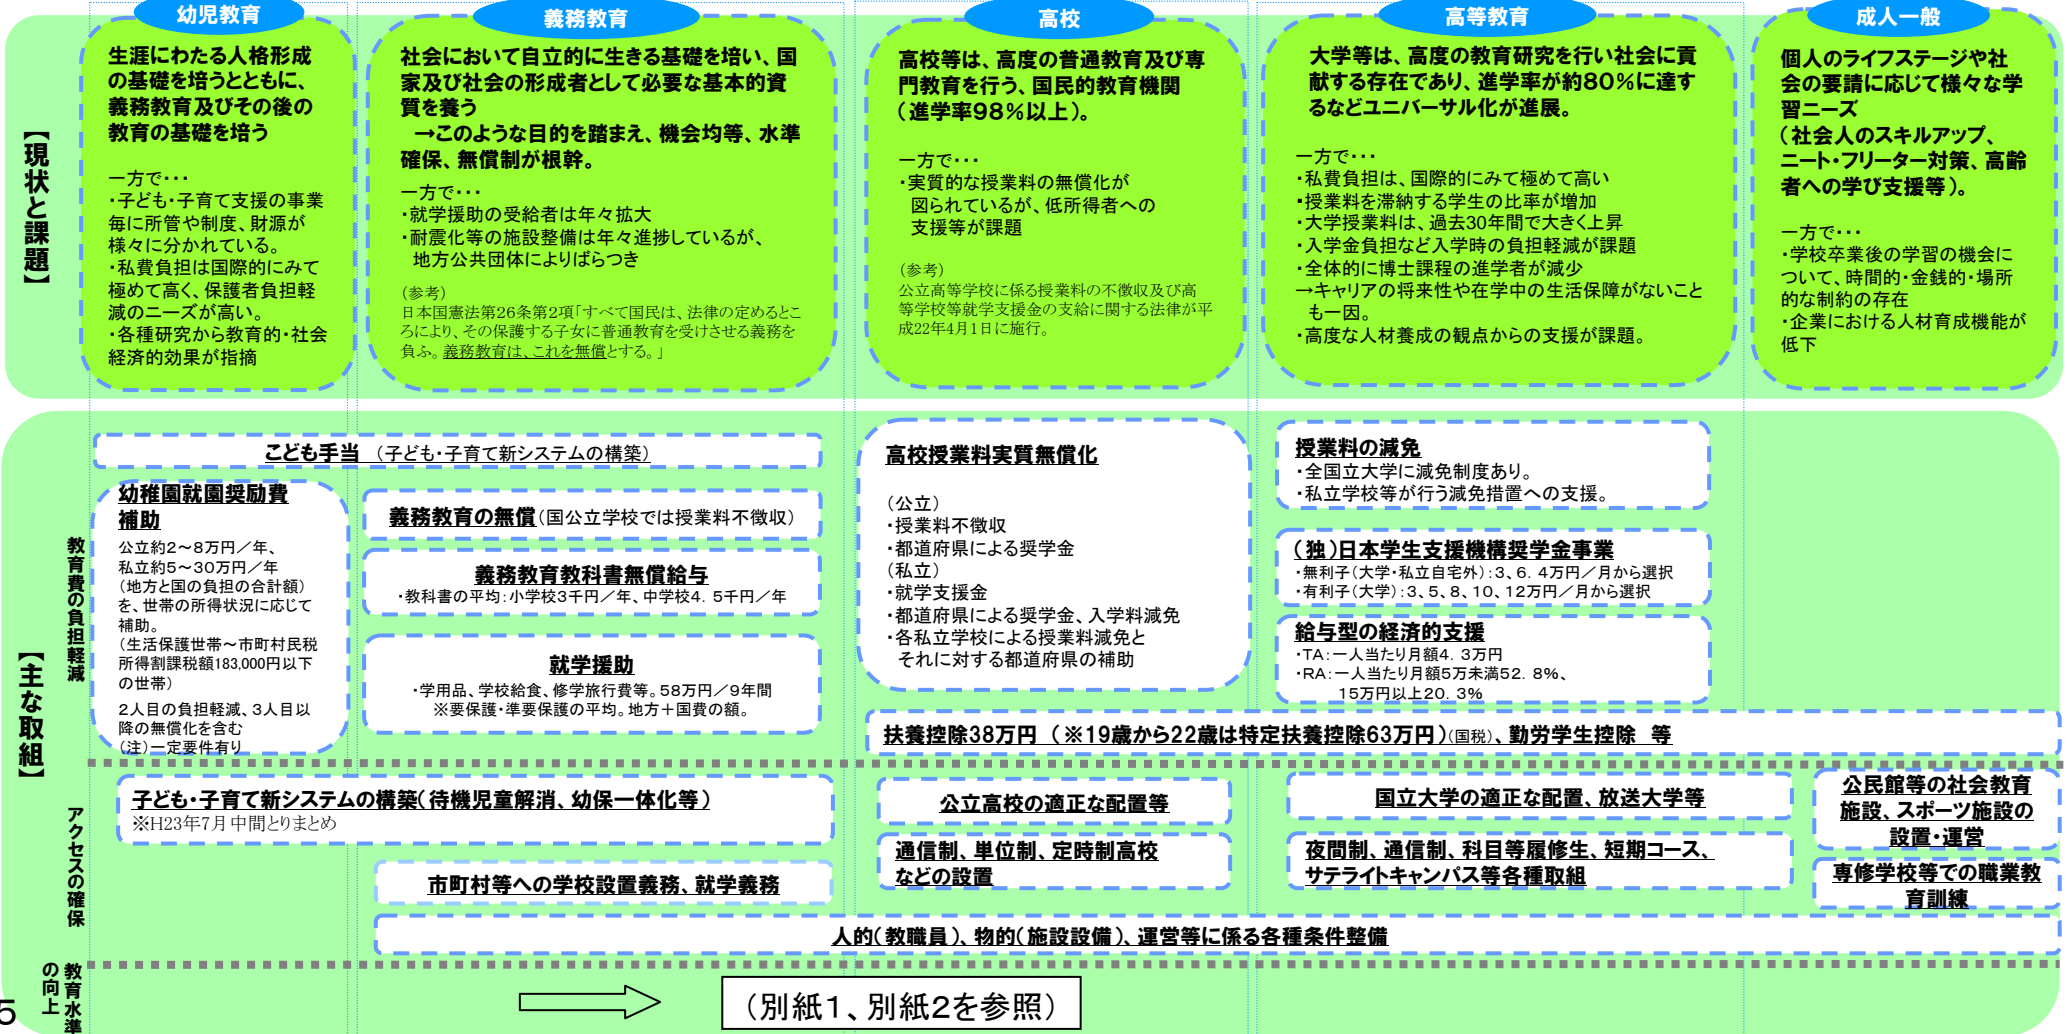 幼児教育
義務教育
高校
高等教育
成人一般
【現状と課題】
生涯にわたる人格形成
の基礎を培うとともに、
義務教育及びその後の
教育の基礎を培う
一方で・・・
・子ども・子育て支援の事業
毎に所管や制度、財源が
様々に分かれている。
・私費負担は国際的にみて
極めて高く、保護者負担軽
減のニーズが高い。
・各種研究から教育的・社会
経済的効果が指摘
社会において自立的に生きる基礎を培い、国
家及び社会の形成者として必要な基本的資
質を養う
→このような目的を踏まえ、機会均等、水準
確保、無償制が根幹。
一方で・・・
・就学援助の受給者は年々拡大
・耐震化等の施設整備は年々進捗しているが、
地方公共団体によりばらつき
(参考)
日本国憲法第26条第2項「すべて国民は、法律の定めるとこ
ろにより、その保護する子女に普通教育を受けさせる義務を
負ふ。義務教育は、これを無償とする。」
高校等は、高度の普通教育及び専
門教育を行う、国民的教育機関
(進学率98%以上)。
一方で・・・
・実質的な授業料の無償化が
図られているが、低所得者への
支援等が課題
(参考)
公立高等学校に係る授業料の不徴収及び高
等学校等就学支援金の支給に関する法律が平
成22年4月1日に施行。
大学等は、高度の教育研究を行い社会に貢
献する存在であり、進学率が約80%に達す
るなどユニバーサル化が進展。
一方で・・・
・私費負担は、国際的にみて極めて高い
・授業料を滞納する学生の比率が増加
・大学授業料は、過去30年間で大きく上昇
・入学金負担など入学時の負担軽減が課題
・全体的に博士課程の進学者が減少
→キャリアの将来性や在学中の生活保障がないこと
も一因。
・高度な人材養成の観点からの支援が課題。
個人のライフステージや社
会の要請に応じて様々な学
習ニーズ
(社会人のスキルアップ、
ニート・フリーター対策、高齢
者への学び支援等)。
一方で・・・
・学校卒業後の学習の機会に
ついて、時間的・金銭的・場所
的な制約の存在
・企業における人材育成機能が
低下
【主な取組】
教育費の負担軽減
こども手当 (子ども・子育て新システムの構築)
幼稚園就園奨励費
補助
公立約2~8万円/年、
私立約5~30万円/年
(地方と国の負担の合計額)
を、世帯の所得状況に応じて
補助。
(生活保護世帯~市町村民税
所得割課税額183,000円以下
の世帯)
2人目の負担軽減、3人目以
降の無償化を含む
(注)一定要件有り
義務教育の無償(国公立学校では授業料不徴収)
義務教育教科書無償給与
・教科書の平均:小学校3千円/年、中学校4.5千円/年
就学援助
・学用品、学校給食、修学旅行費等。58万円/9年間
※要保護・準要保護の平均。地方+国費の額。
高校授業料実質無償化
(公立)
・授業料不徴収
・都道府県による奨学金
(私立)
・就学支援金
・都道府県による奨学金、入学料減免
・各私立学校による授業料減免と
それに対する都道府県の補助
授業料の減免
・全国立大学に減免制度あり。
・私立学校等が行う減免措置への支援。
(独)日本学生支援機構奨学金事業
・無利子(大学・私立自宅外):3、6.4万円/月から選択
・有利子(大学):3、5、8、10、12万円/月から選択
給与型の経済的支援
・TA:一人当たり月額4.3万円
・RA:一人当たり月額5万未満52.8%、
15万円以上20.3%
扶養控除38万円 (※19歳から22歳は特定扶養控除63万円)(国税)、勤労学生控除 等
アクセスの確保
子ども・子育て新システムの構築(待機児童解消、幼保一体化等)
※H23年7月中間とりまとめ
市町村等への学校設置義務、就学義務
公立高校の適正な配置等
通信制、単位制、定時制高校
などの設置
国立大学の適正な配置、放送大学等
夜間制、通信制、科目等履修生、短期コース、
サテライトキャンパス等各種取組
公民館等の社会教育
施設、スポーツ施設の
設置・運営
専修学校等での職業教
育訓練
人的(教職員)、物的(施設設備)、運営等に係る各種条件整備
教育水準
の向上
(別紙1、別紙2を参照)
5